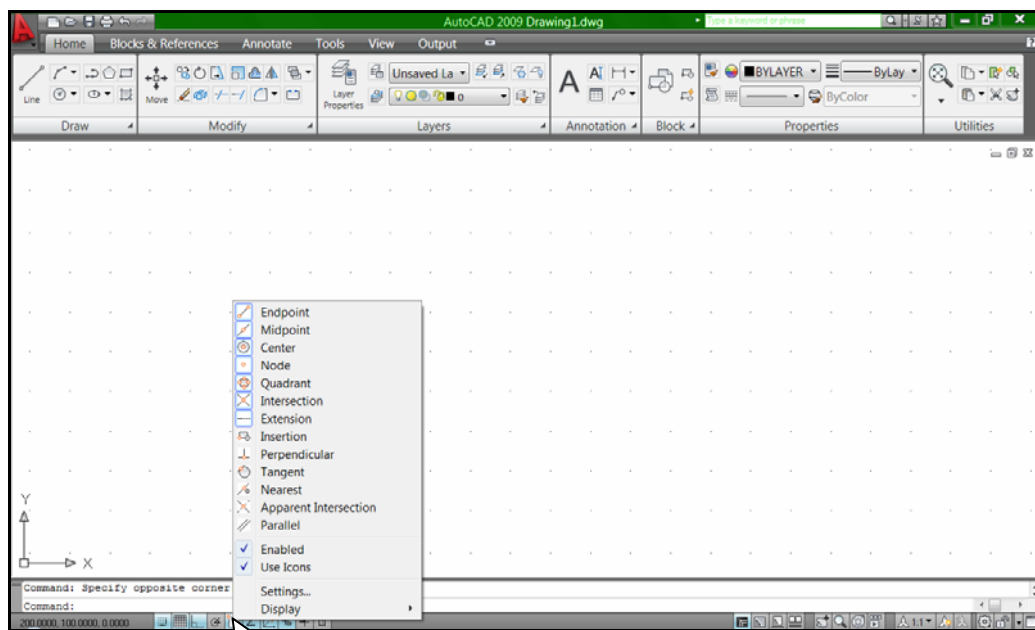 AutoCAD 2009 Drawing1.dwg
Type a keyword or phrase
Home Blocks & References Annotate Tools View Output
Line
Move
Layer Properties
Unsaved La
0
A
BYLAYER
ByLay
ByColor
Draw Modify Layers Annotation Block Properties Utilities
Endpoint
Midpoint
Center
Node
Quadrant
Intersection
Extension
Insertion
Perpendicular
Tangent
Nearest
Apparent Intersection
Parallel
Enabled
Use Icons
Settings...
Display
Y
X
Command: Specify opposite corner
Command:
200.0000, 100.0000, 0.0000
1:1